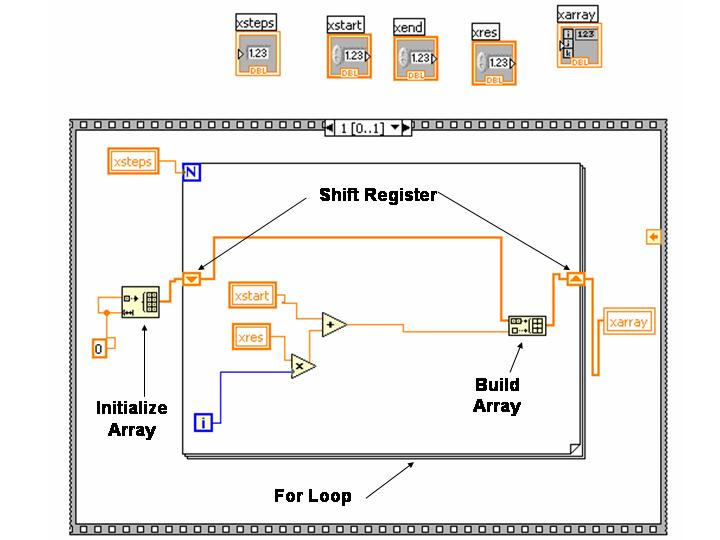 xsteps
xstart
xend
xres
xarray
1.23
DBL
1.23
DBL
1.23
DBL
1.23
DBL
i
j
k
123
DBL
1 [0..1]
xsteps
N
Shift Register
xstart
+
xres
x
0
i
xarray
Initialize
Array
Build
Array
For Loop